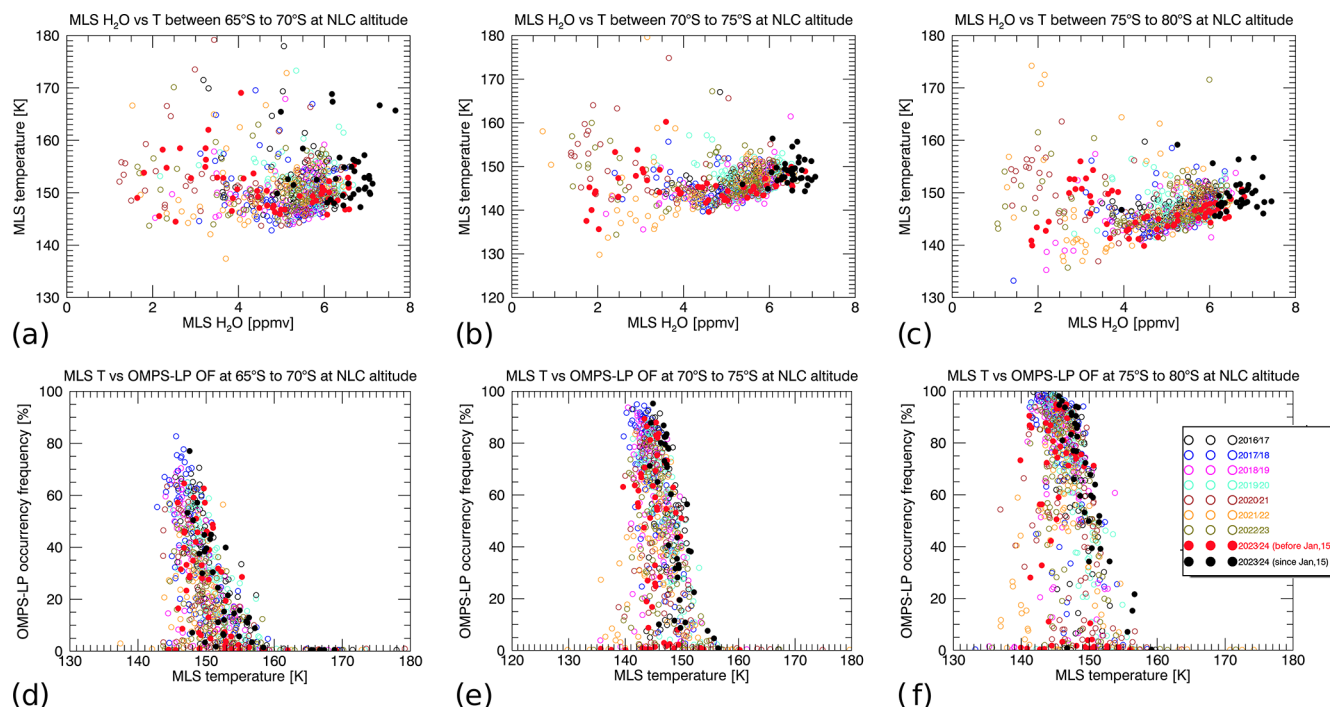 MLS H₂O vs T between 65°S to 70°S at NLC altitude
MLS H₂O vs T between 70°S to 75°S at NLC altitude
MLS H₂O vs T between 75°S to 80°S at NLC altitude
180
170
160
150
140
130
MLS temperature [K]
0 2 4 6 8
MLS H₂O [ppmv]
(a)
180
170
160
150
140
130
120
MLS temperature [K]
0 2 4 6 8
MLS H₂O [ppmv]
(b)
180
170
160
150
140
130
MLS temperature [K]
0 2 4 6 8
MLS H₂O [ppmv]
(c)
MLS T vs OMPS-LP OF at 65°S to 70°S at NLC altitude
MLS T vs OMPS-LP OF at 70°S to 75°S at NLC altitude
MLS T vs OMPS-LP OF at 75°S to 80°S at NLC altitude
100
80
60
40
20
0
OMPS-LP occurrency frequency [%]
130 140 150 160 170 180
MLS temperature [K]
(d)
100
80
60
40
20
0
OMPS-LP occurrency frequency [%]
120 130 140 150 160 170 180
MLS temperature [K]
(e)
100
80
60
40
20
0
OMPS-LP occurrency frequency [%]
130 140 150 160 170 180
MLS temperature [K]
(f)
2016/17
2017/18
2018/19
2019/20
2020/21
2021/22
2022/23
2023/24 (before Jan,15
2023/24 (since Jan,15)